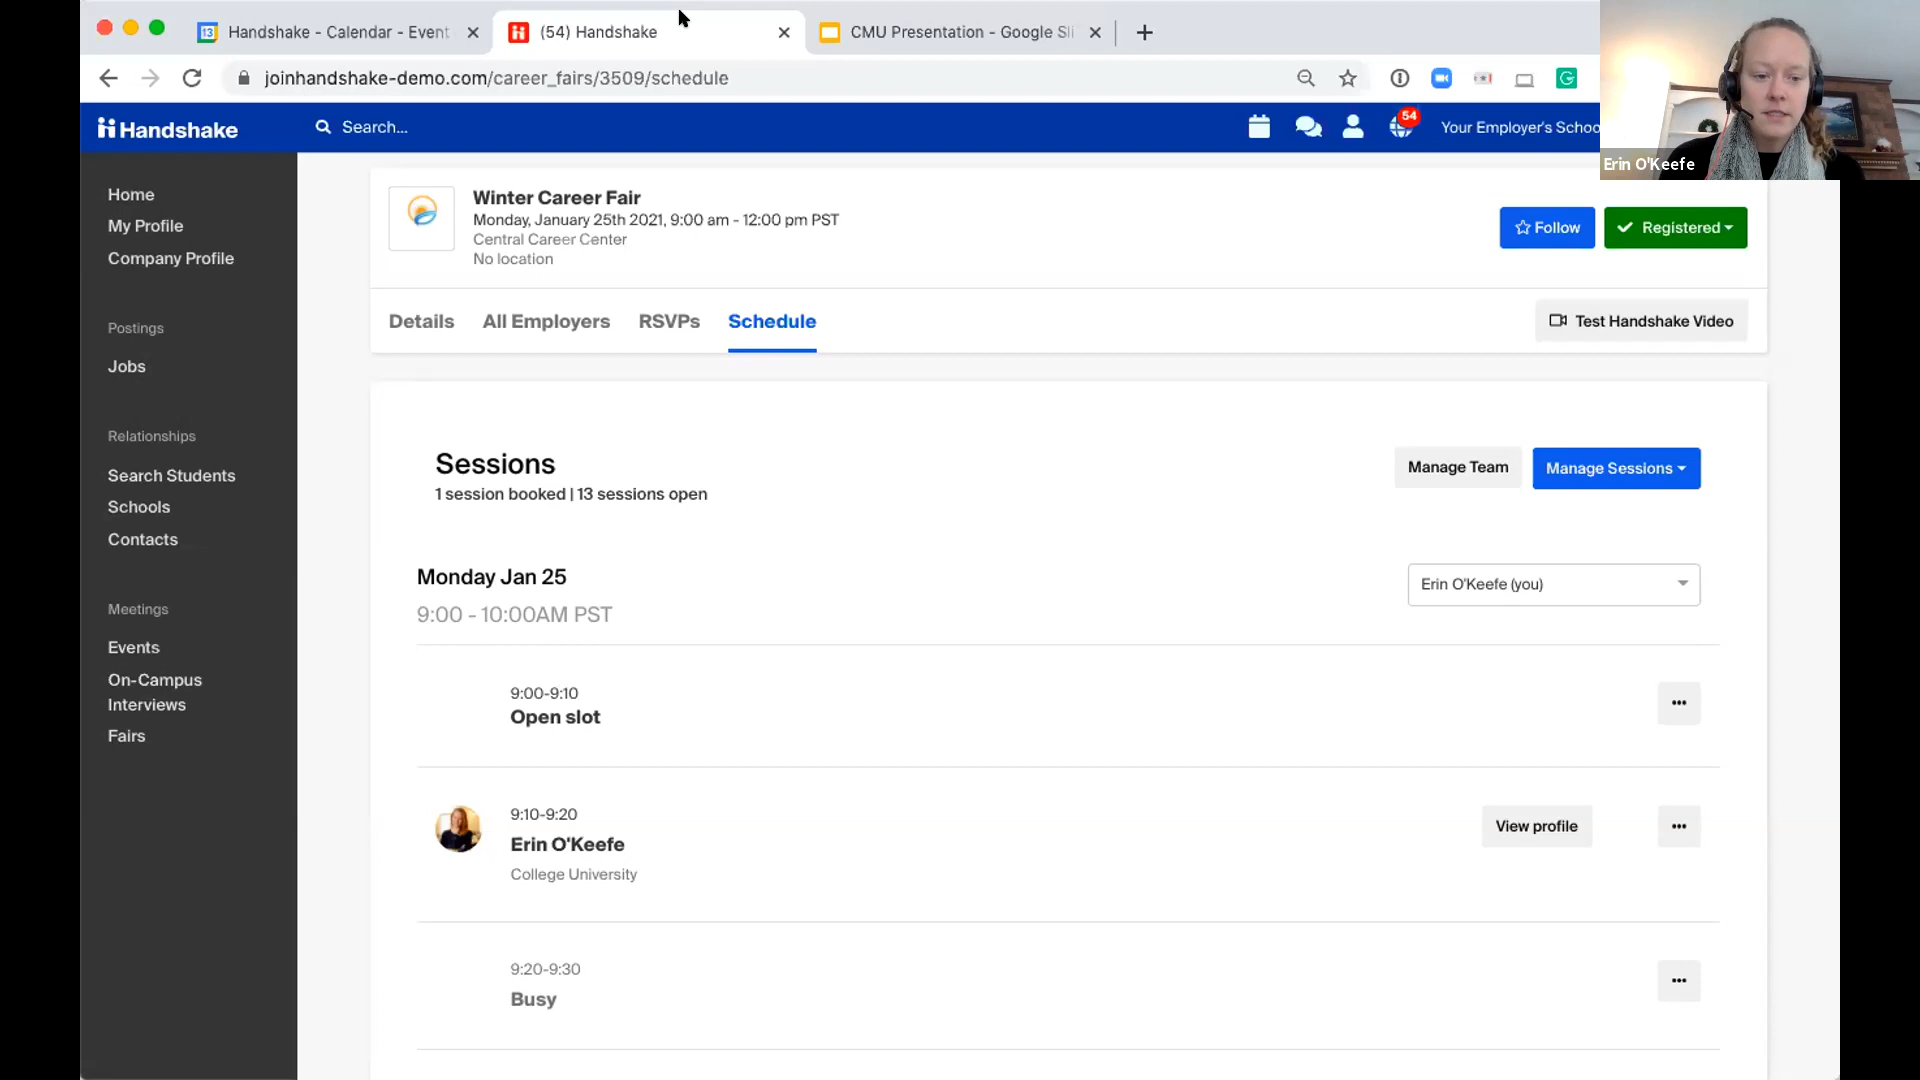 Handshake - Calendar - Event
(54) Handshake
CMU Presentation - Google Sli
joinhandshake-demo.com/career_fairs/3509/schedule
Handshake
Search...
54
Your Employer's Schoo
Erin O'Keefe
Home
My Profile
Company Profile
Postings
Jobs
Relationships
Search Students
Schools
Contacts
Meetings
Events
On-Campus
Interviews
Fairs
Winter Career Fair
Monday, January 25th 2021, 9:00 am - 12:00 pm PST
Central Career Center
No location
Follow
Registered
Details
All Employers
RSVPs
Schedule
Test Handshake Video
Sessions
1 session booked | 13 sessions open
Manage Team
Manage Sessions
Monday Jan 25
9:00 - 10:00AM PST
Erin O'Keefe (you)
9:00-9:10
Open slot
9:10-9:20
Erin O'Keefe
College University
View profile
9:20-9:30
Busy